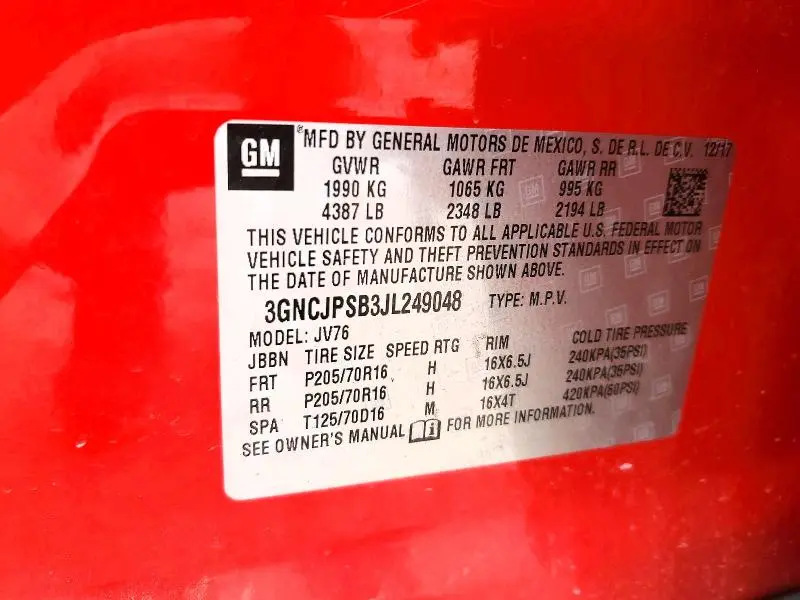 GM ® MFD BY GENERAL MOTORS DE MEXICO, S. DE R.L. DE C.V. 12/17
GVWR GAWR FRT GAWR RR
1990 KG 1065 KG 995 KG
4387 LB 2348 LB 2194 LB
THIS VEHICLE CONFORMS TO ALL APPLICABLE U.S. FEDERAL MOTOR
VEHICLE SAFETY AND THEFT PREVENTION STANDARDS IN EFFECT ON
THE DATE OF MANUFACTURE SHOWN ABOVE.
3GNCJPSB3JL249048 TYPE: M.P.V.
MODEL: JV76
JBBN TIRE SIZE SPEED RTG RIM COLD TIRE PRESSURE
FRT P205/70R16 H 16X6.5J 240KPA(35PSI)
RR P205/70R16 H 16X6.5J 240KPA(35PSI)
SPA T125/70D16 M 16X4T 420KPA(60PSI)
SEE OWNER'S MANUAL FOR MORE INFORMATION.